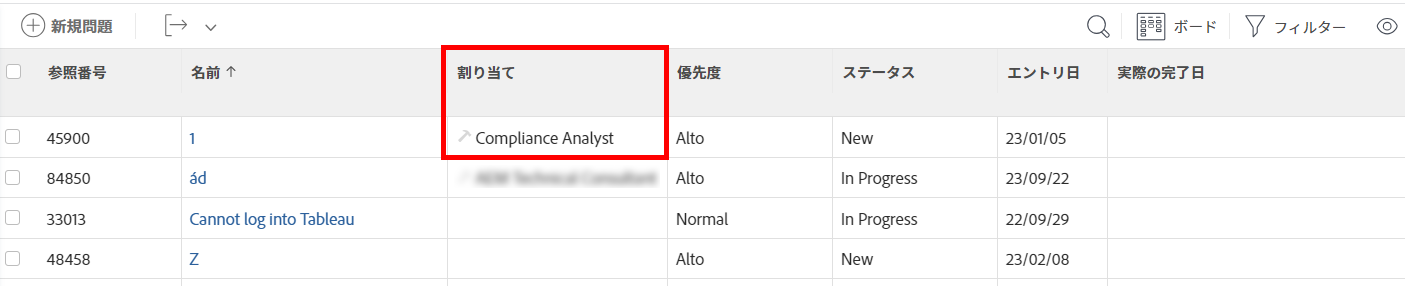 新規問題 ボード フィルター
参照番号 名前 割り当て 優先度 ステータス エントリ日 実際の完了日
45900 1 Compliance Analyst Alto New 23/01/05
84850 ád Alto In Progress 23/09/22
33013 Cannot log into Tableau Normal In Progress 22/09/29
48458 Z Alto New 23/02/08